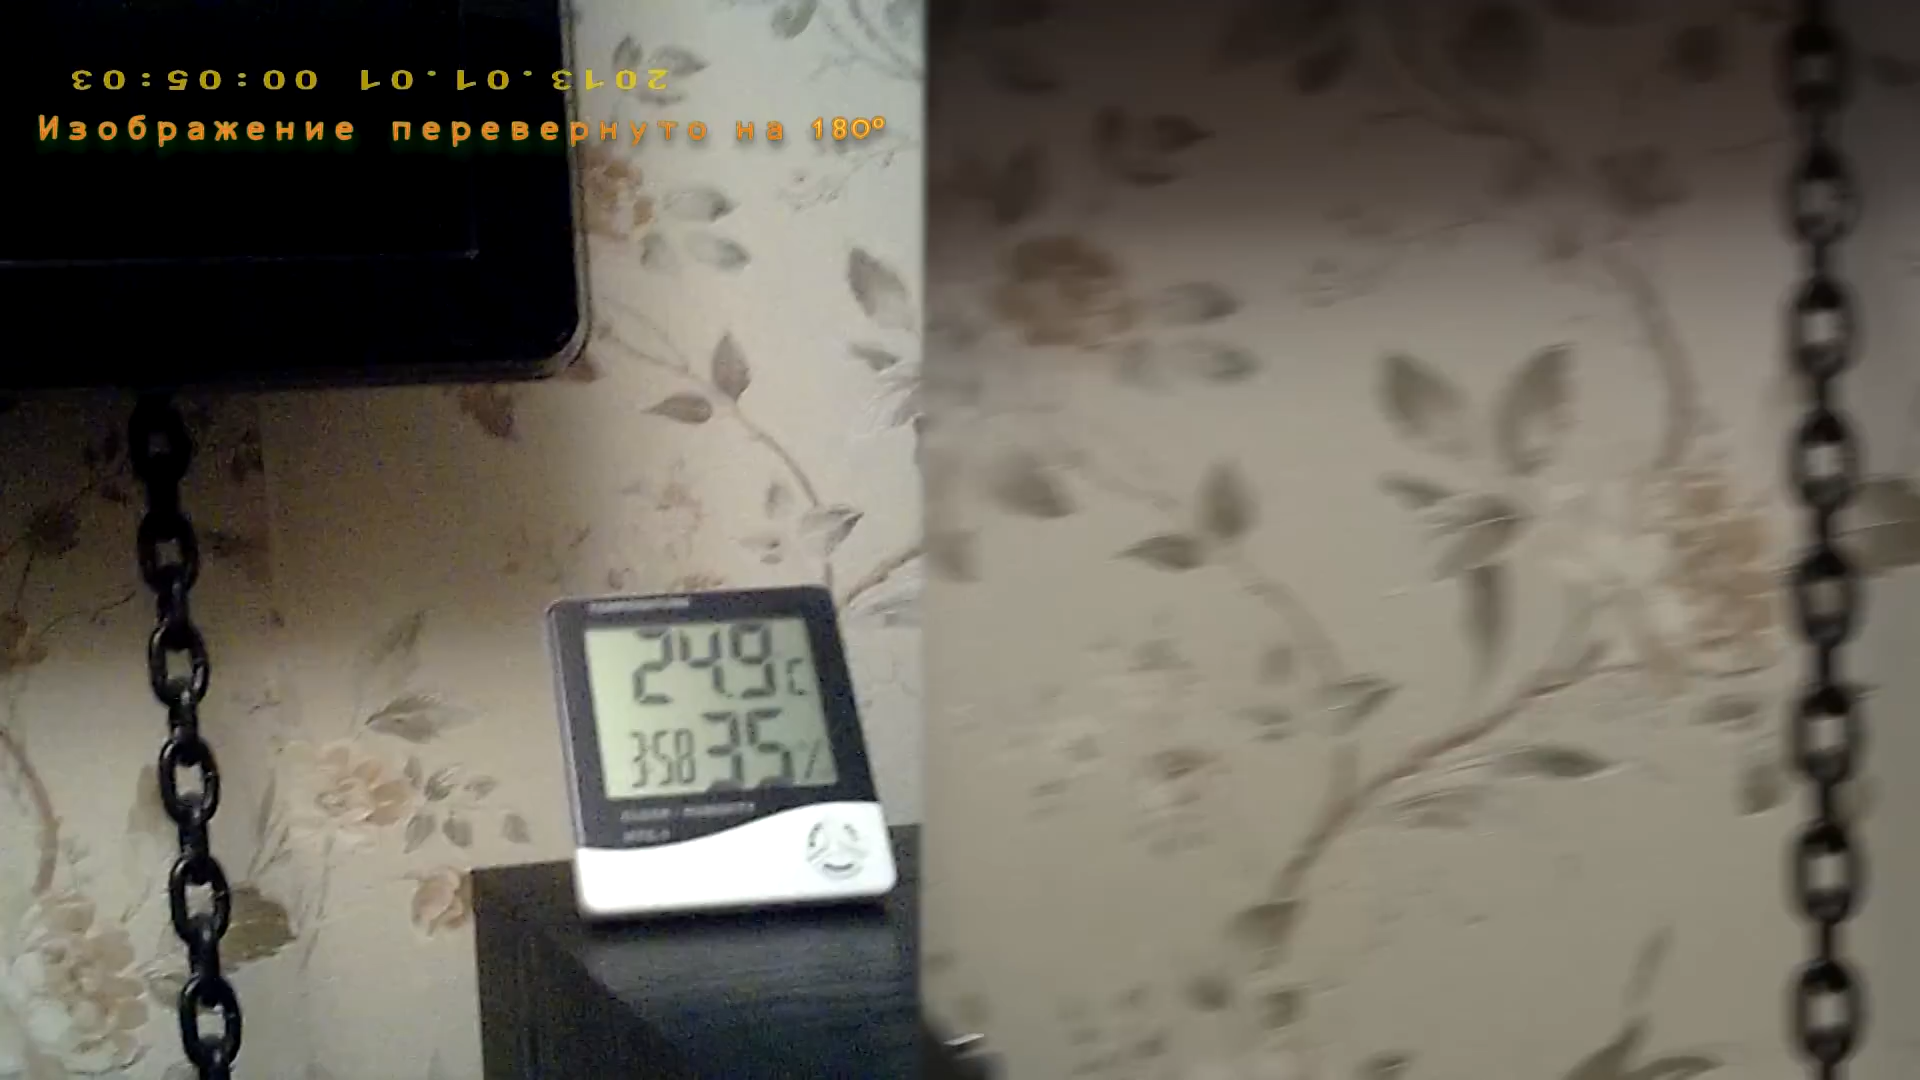 2013.01.01 00:05:03
Изображение перевернуто на 180°
24.9 C
3:58 35 %